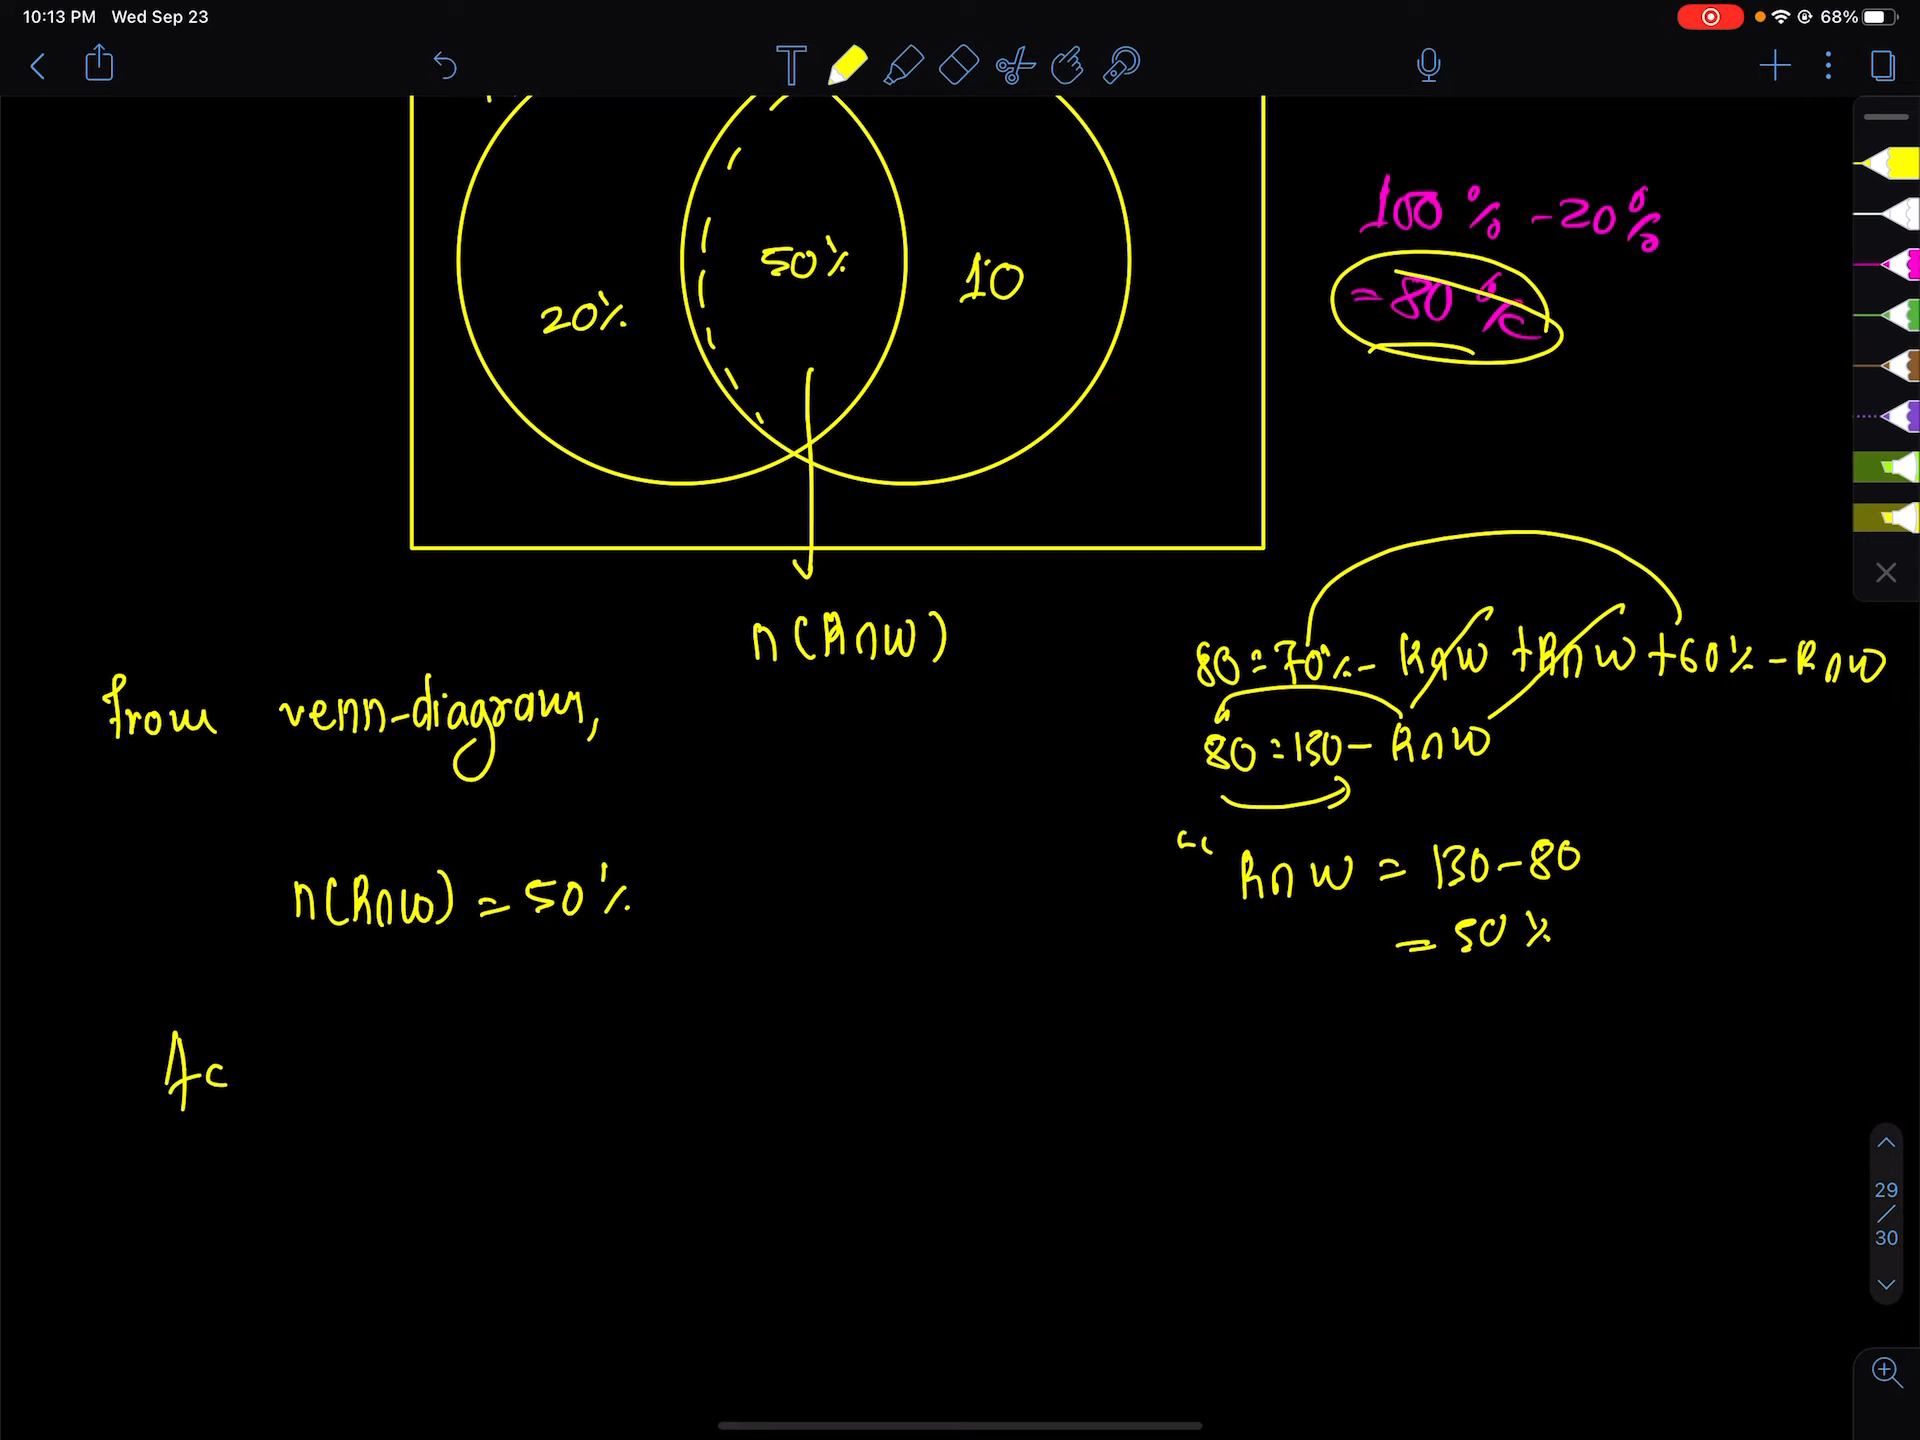 10:13 PM Wed Sep 23
68%
T
100% -20%
= 80%
50%
10
20%
n(R∩W)
80=70%- R∩W +R∩W +60%-R∩W
From venn-diagram,
80=130- R∩W
R∩W = 130-80
n(R∩W) = 50%
= 50%
Ac
29
/
30